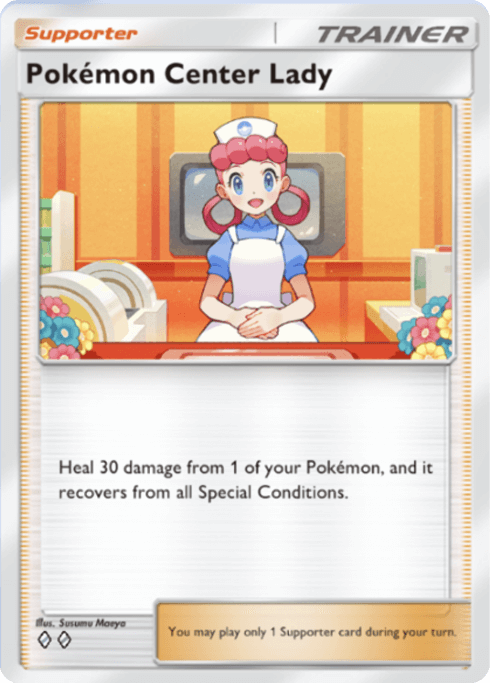 Supporter
TRAINER
Pokémon Center Lady
Heal 30 damage from 1 of your Pokémon, and it
recovers from all Special Conditions.
Illus. Susumu Maeya
You may play only 1 Supporter card during your turn.